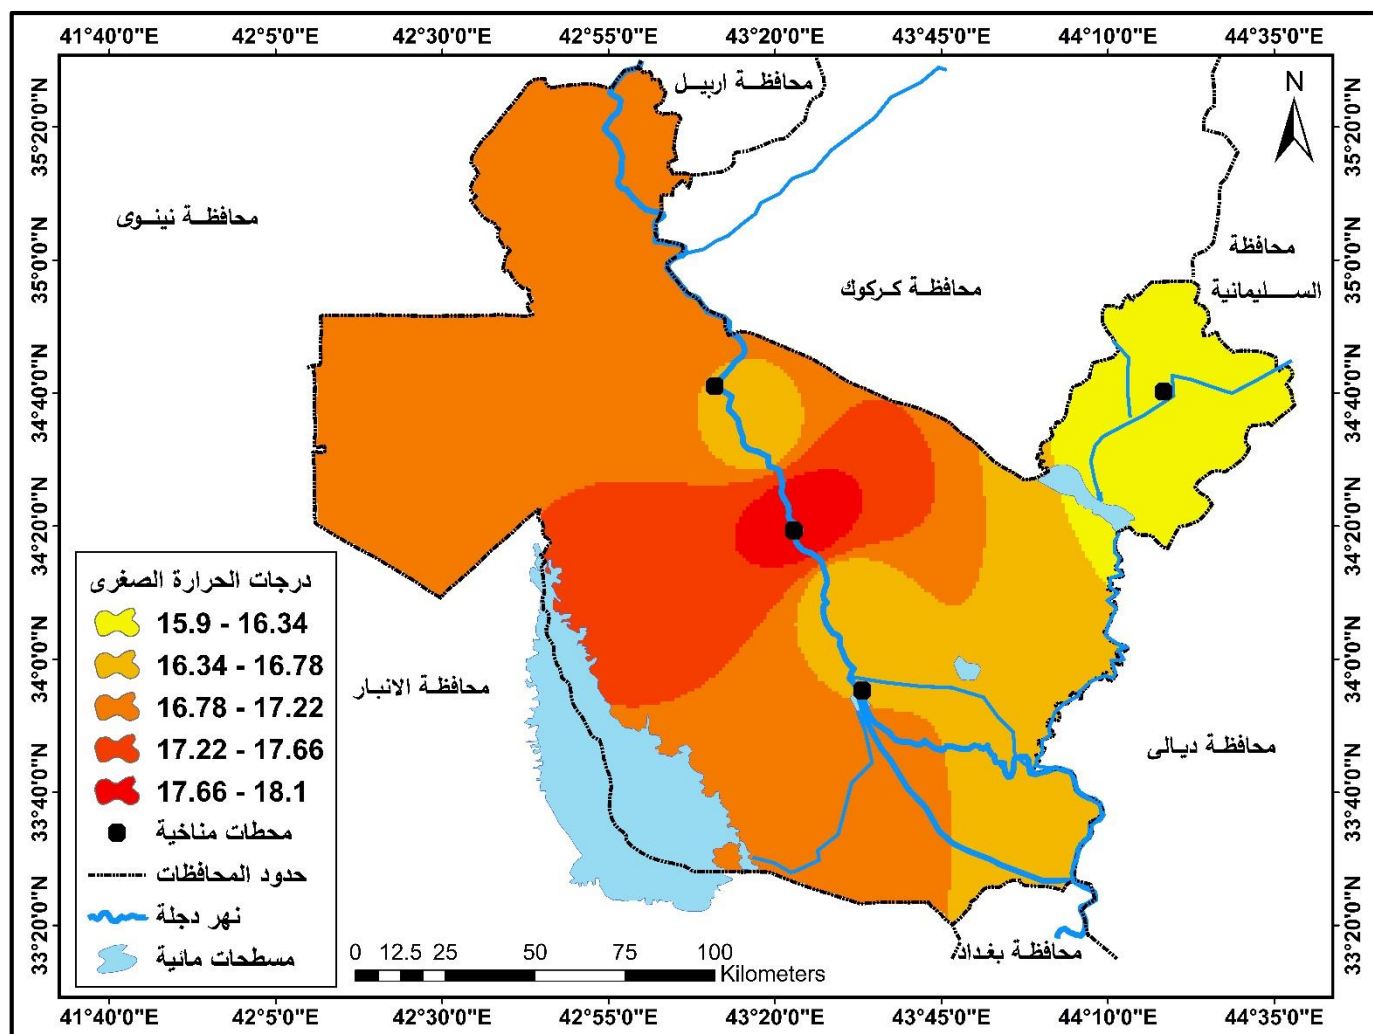 41°40'0"E 42°5'0"E 42°30'0"E 42°55'0"E 43°20'0"E 43°45'0"E 44°10'0"E 44°35'0"E
35°20'0"N
35°0'0"N
34°40'0"N
34°20'0"N
34°0'0"N
33°40'0"N
33°20'0"N
محافظة اربيل
N
محافظة نينوى
محافظة
السليمانية
محافظة كركوك
محافظة الانبار
محافظة ديالى
محافظة بغداد
درجات الحرارة الصغرى
15.9 - 16.34
16.34 - 16.78
16.78 - 17.22
17.22 - 17.66
17.66 - 18.1
محطات مناخية
حدود المحافظات
نهر دجلة
مسطحات مائية
0 12.5 25 50 75 100
Kilometers
35°20'0"N
35°0'0"N
34°40'0"N
34°20'0"N
34°0'0"N
33°40'0"N
33°20'0"N
41°40'0"E 42°5'0"E 42°30'0"E 42°55'0"E 43°20'0"E 43°45'0"E 44°10'0"E 44°35'0"E